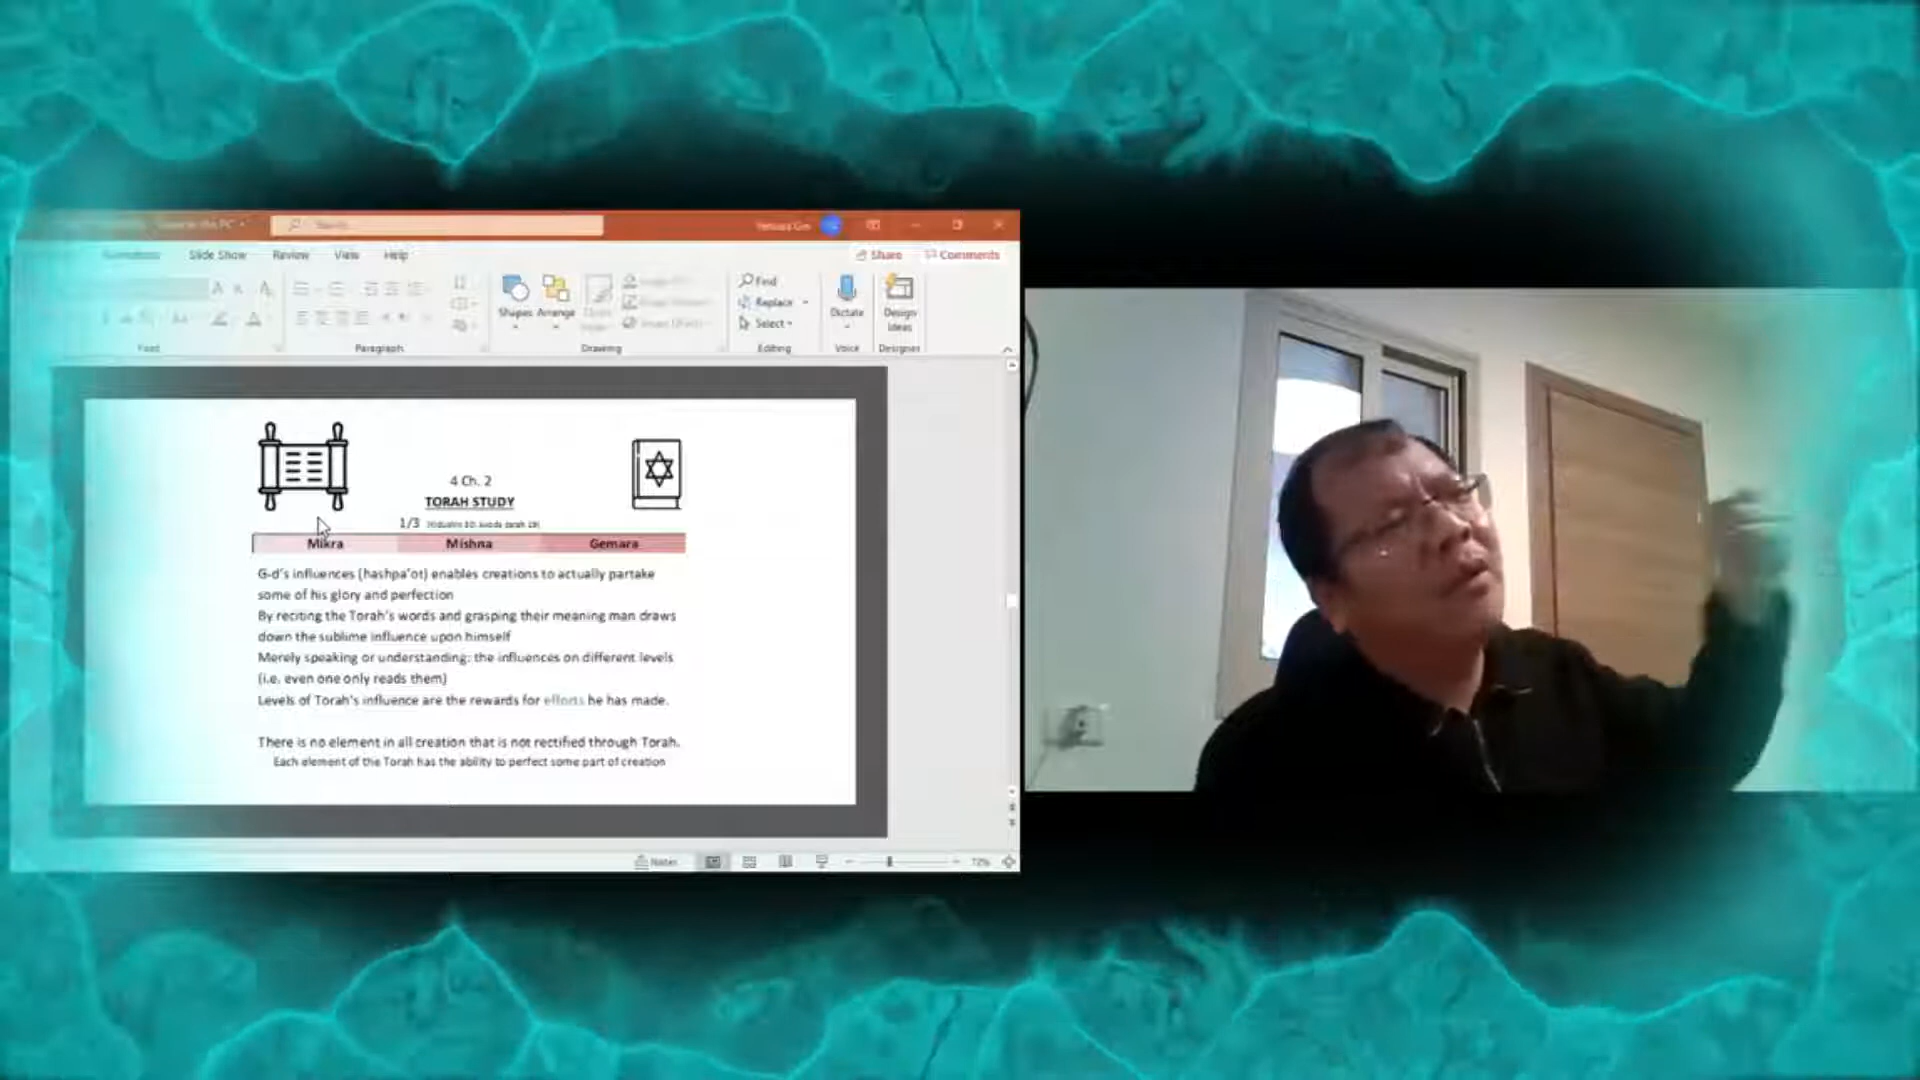 Slide Show Review View Help Share Comments
Find
Replace
Select
Shapes Arrange Dictate Design Ideas
Font Paragraph Drawing Editing Voice Designer
4 Ch. 2
TORAH STUDY
1/3
Mikra Mishna Gemara
G-d's influences (hashpa'ot) enables creations to actually partake
some of his glory and perfection
By reciting the Torah's words and grasping their meaning man draws
down the sublime influence upon himself
Merely speaking or understanding: the influences on different levels
(i.e. even one only reads them)
Levels of Torah's influence are the rewards for efforts he has made.
There is no element in all creation that is not rectified through Torah.
Each element of the Torah has the ability to perfect some part of creation
Notes 72%